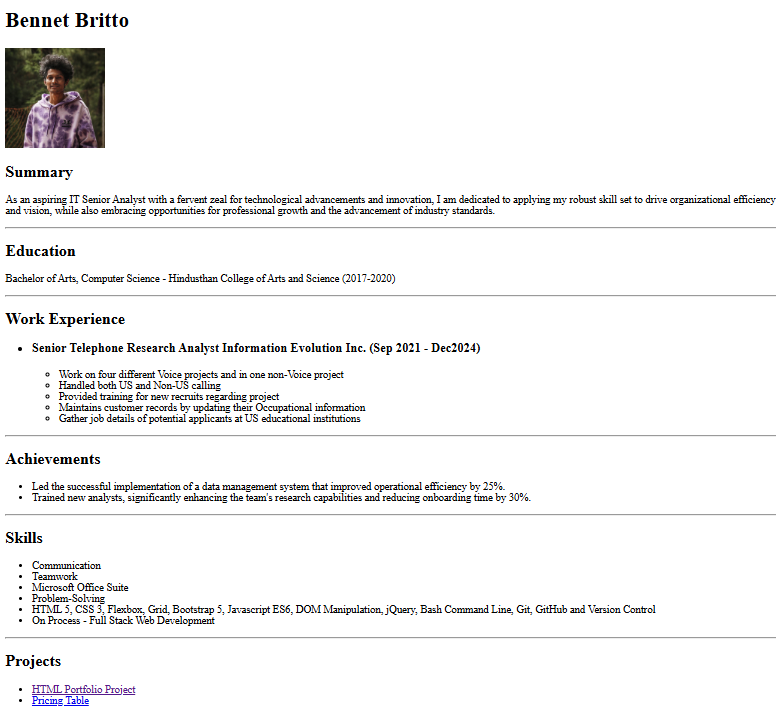 Bennet Britto
Summary
As an aspiring IT Senior Analyst with a fervent zeal for technological advancements and innovation, I am dedicated to applying my robust skill set to drive organizational efficiency
and vision, while also embracing opportunities for professional growth and the advancement of industry standards.
Education
Bachelor of Arts, Computer Science - Hindusthan College of Arts and Science (2017-2020)
Work Experience
Senior Telephone Research Analyst Information Evolution Inc. (Sep 2021 - Dec2024)
Work on four different Voice projects and in one non-Voice project
Handled both US and Non-US calling
Provided training for new recruits regarding project
Maintains customer records by updating their Occupational information
Gather job details of potential applicants at US educational institutions
Achievements
Led the successful implementation of a data management system that improved operational efficiency by 25%.
Trained new analysts, significantly enhancing the team's research capabilities and reducing onboarding time by 30%.
Skills
Communication
Teamwork
Microsoft Office Suite
Problem-Solving
HTML 5, CSS 3, Flexbox, Grid, Bootstrap 5, Javascript ES6, DOM Manipulation, jQuery, Bash Command Line, Git, GitHub and Version Control
On Process - Full Stack Web Development
Projects
HTML Portfolio Project
Pricing Table